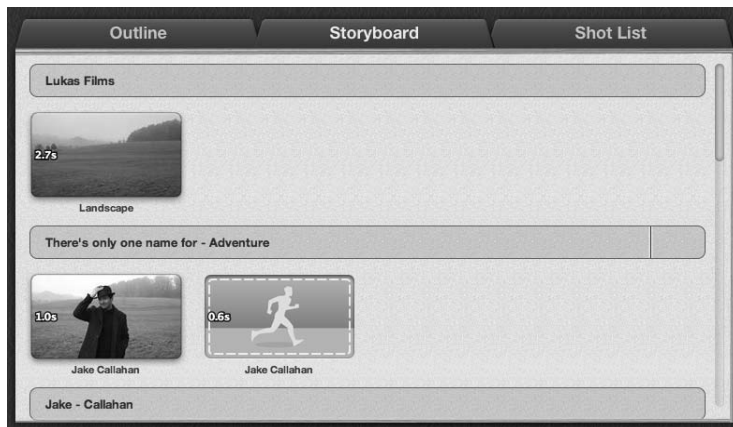 Outline
Storyboard
Shot List
Lukas Films
2.7s
Landscape
There's only one name for - Adventure
1.0s
0.6s
Jake Callahan
Jake Callahan
Jake - Callahan